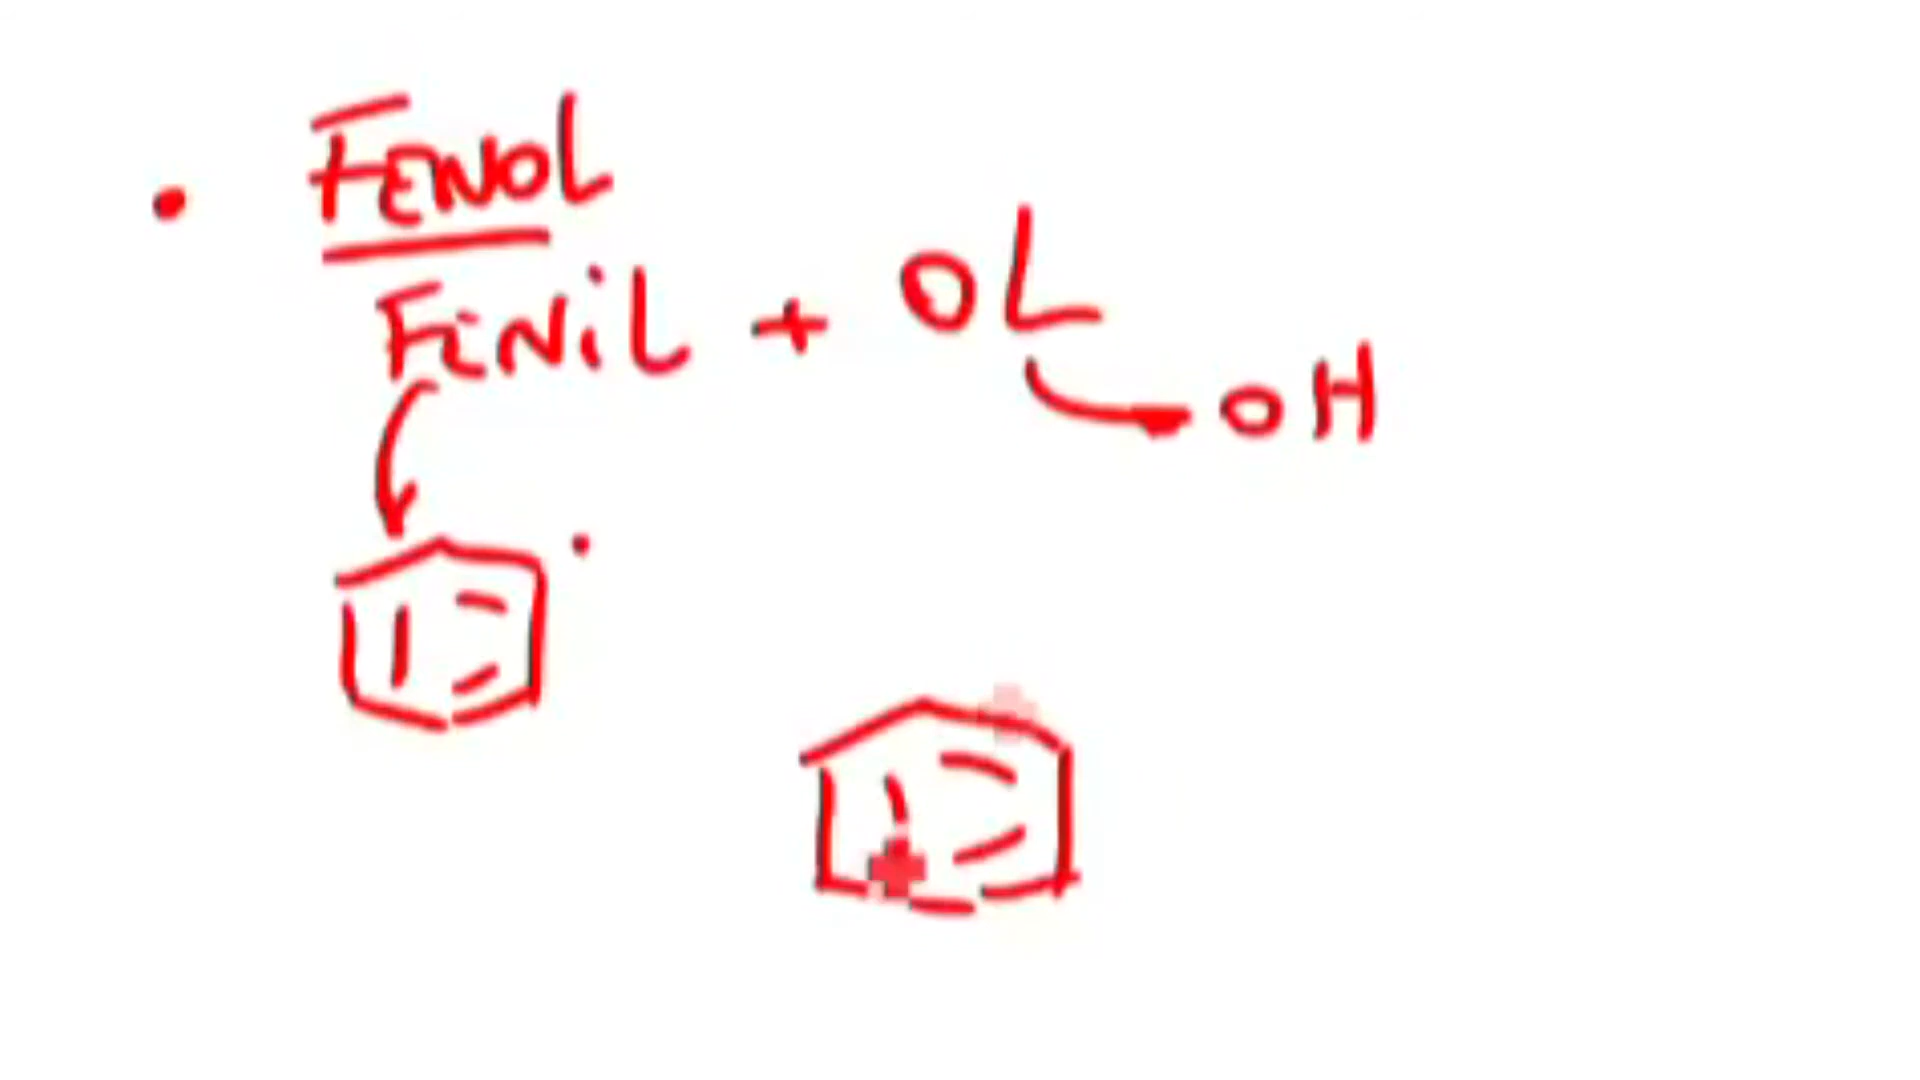 • FENOL
FENIL + OL
OH